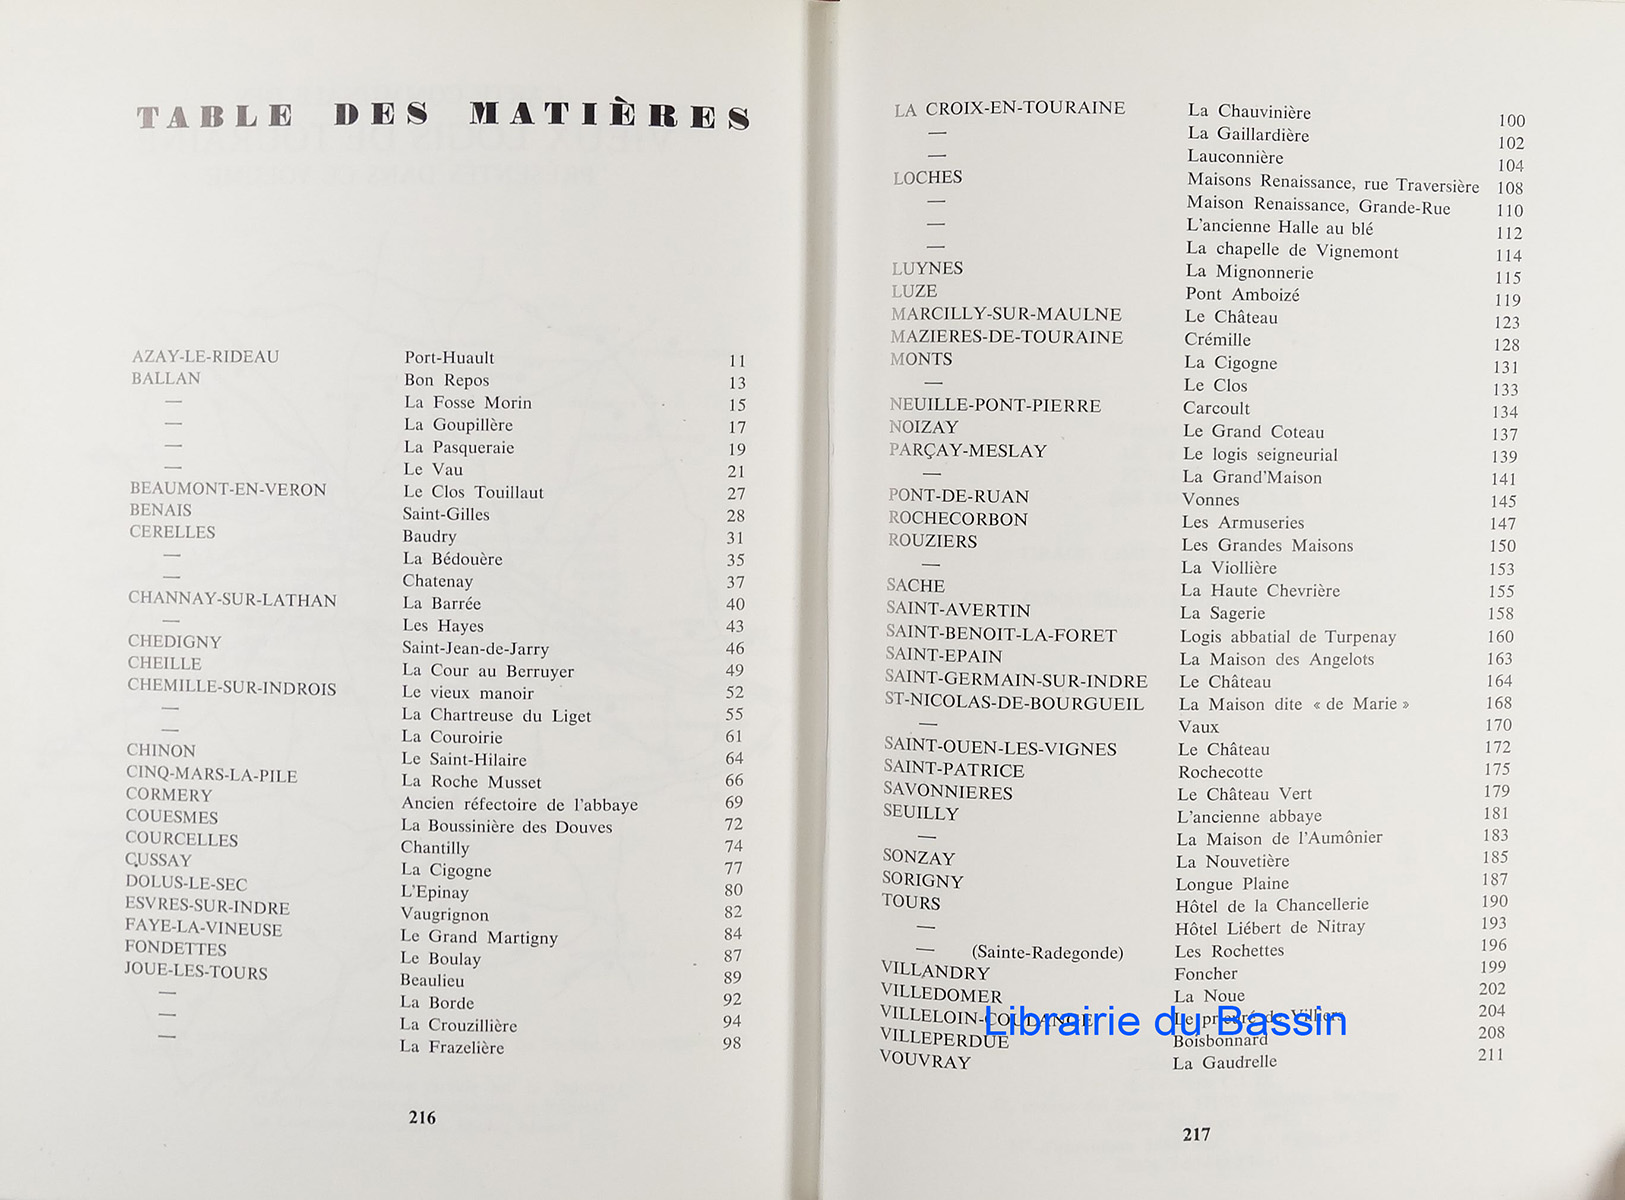 TABLE DES MATIÈRES
AZAY-LE-RIDEAU Port-Huault 11
BALLAN Bon Repos 13
— La Fosse Morin 15
— La Goupillère 17
— La Pasqueraie 19
— Le Vau 21
BEAUMONT-EN-VERON Le Clos Touillaut 27
BENAIS Saint-Gilles 28
CERELLES Baudry 31
— La Bédouère 35
— Chatenay 37
CHANNAY-SUR-LATHAN La Barrée 40
— Les Hayes 43
CHEDIGNY Saint-Jean-de-Jarry 46
CHEILLE La Cour au Berruyer 49
CHEMILLE-SUR-INDROIS Le vieux manoir 52
— La Chartreuse du Liget 55
— La Couroirie 61
CHINON Le Saint-Hilaire 64
CINQ-MARS-LA-PILE La Roche Musset 66
CORMERY Ancien réfectoire de l'abbaye 69
COUESMES La Boussinière des Douves 72
COURCELLES Chantilly 74
CUSSAY La Cigogne 77
DOLUS-LE-SEC L'Epinay 80
ESVRES-SUR-INDRE Vaugrignon 82
FAYE-LA-VINEUSE Le Grand Martigny 84
FONDETTES Le Boulay 87
JOUE-LES-TOURS Beaulieu 89
— La Borde 92
— La Crouzillière 94
— La Frazelière 98
216
LA CROIX-EN-TOURAINE La Chauvinière 100
— La Gaillardière 102
— Lauconnière 104
LOCHES Maisons Renaissance, rue Traversière 108
— Maison Renaissance, Grande-Rue 110
— L'ancienne Halle au blé 112
— La chapelle de Vignemont 114
LUYNES La Mignonnerie 115
LUZE Pont Amboizé 119
MARCILLY-SUR-MAULNE Le Château 123
MAZIERES-DE-TOURAINE Crémille 128
MONTS La Cigogne 131
— Le Clos 133
NEUILLE-PONT-PIERRE Carcoult 134
NOIZAY Le Grand Coteau 137
PARÇAY-MESLAY Le logis seigneurial 139
— La Grand'Maison 141
PONT-DE-RUAN Vonnes 145
ROCHECORBON Les Armuseries 147
ROUZIERS Les Grandes Maisons 150
— La Viollière 153
SACHE La Haute Chevrière 155
SAINT-AVERTIN La Sagerie 158
SAINT-BENOIT-LA-FORET Logis abbatial de Turpenay 160
SAINT-EPAIN La Maison des Angelots 163
SAINT-GERMAIN-SUR-INDRE Le Château 164
ST-NICOLAS-DE-BOURGUEIL La Maison dite « de Marie » 168
— Vaux 170
SAINT-OUEN-LES-VIGNES Le Château 172
SAINT-PATRICE Rochecotte 175
SAVONNIERES Le Château Vert 179
SEUILLY L'ancienne abbaye 181
— La Maison de l'Aumônier 183
SONZAY La Nouvetière 185
SORIGNY Longue Plaine 187
TOURS Hôtel de la Chancellerie 190
— Hôtel Liébert de Nitray 193
— (Sainte-Radegonde) Les Rochettes 196
VILLANDRY Foncher 199
VILLEDOMER La Noue 202
VILLELOIN-COULANGE Le prieuré de Villiers 204
VILLEPERDUE Boisbonnard 208
VOUVRAY La Gaudrelle 211
Librairie du Bassin
217